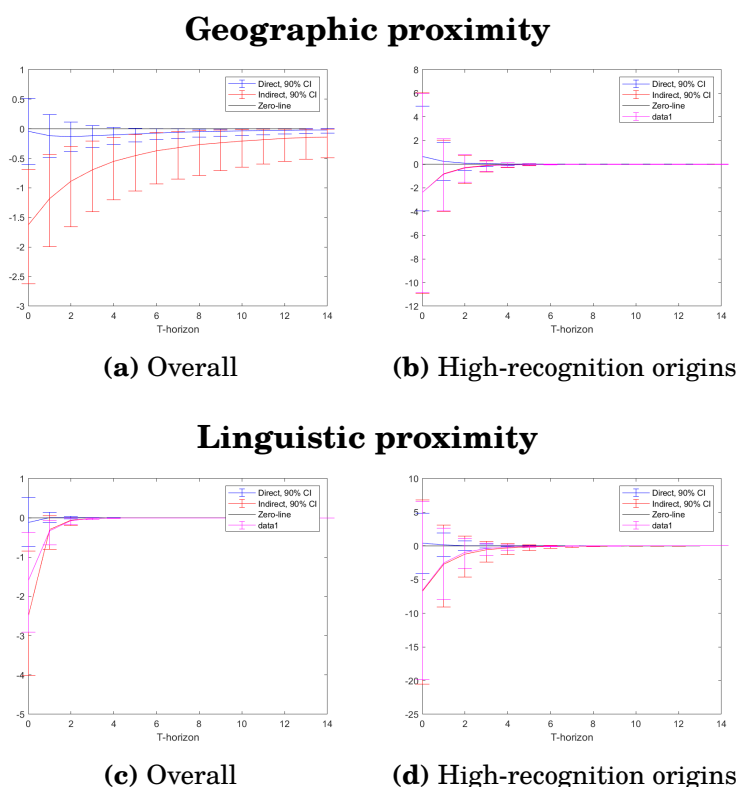 Geographic proximity
1
0.5
0
-0.5
-1
-1.5
-2
-2.5
-3
0 2 4 6 8 10 12 14
T-horizon
Direct, 90% CI
Indirect, 90% CI
Zero-line
(a) Overall
8
6
4
2
0
-2
-4
-6
-8
-10
-12
0 2 4 6 8 10 12 14
T-horizon
Direct, 90% CI
Indirect, 90% CI
Zero-line
data1
(b) High-recognition origins
Linguistic proximity
1
0
-1
-2
-3
-4
-5
0 2 4 6 8 10 12 14
T-horizon
Direct, 90% CI
Indirect, 90% CI
Zero-line
data1
(c) Overall
10
5
0
-5
-10
-15
-20
-25
0 2 4 6 8 10 12 14
T-horizon
Direct, 90% CI
Indirect, 90% CI
Zero-line
data1
(d) High-recognition origins